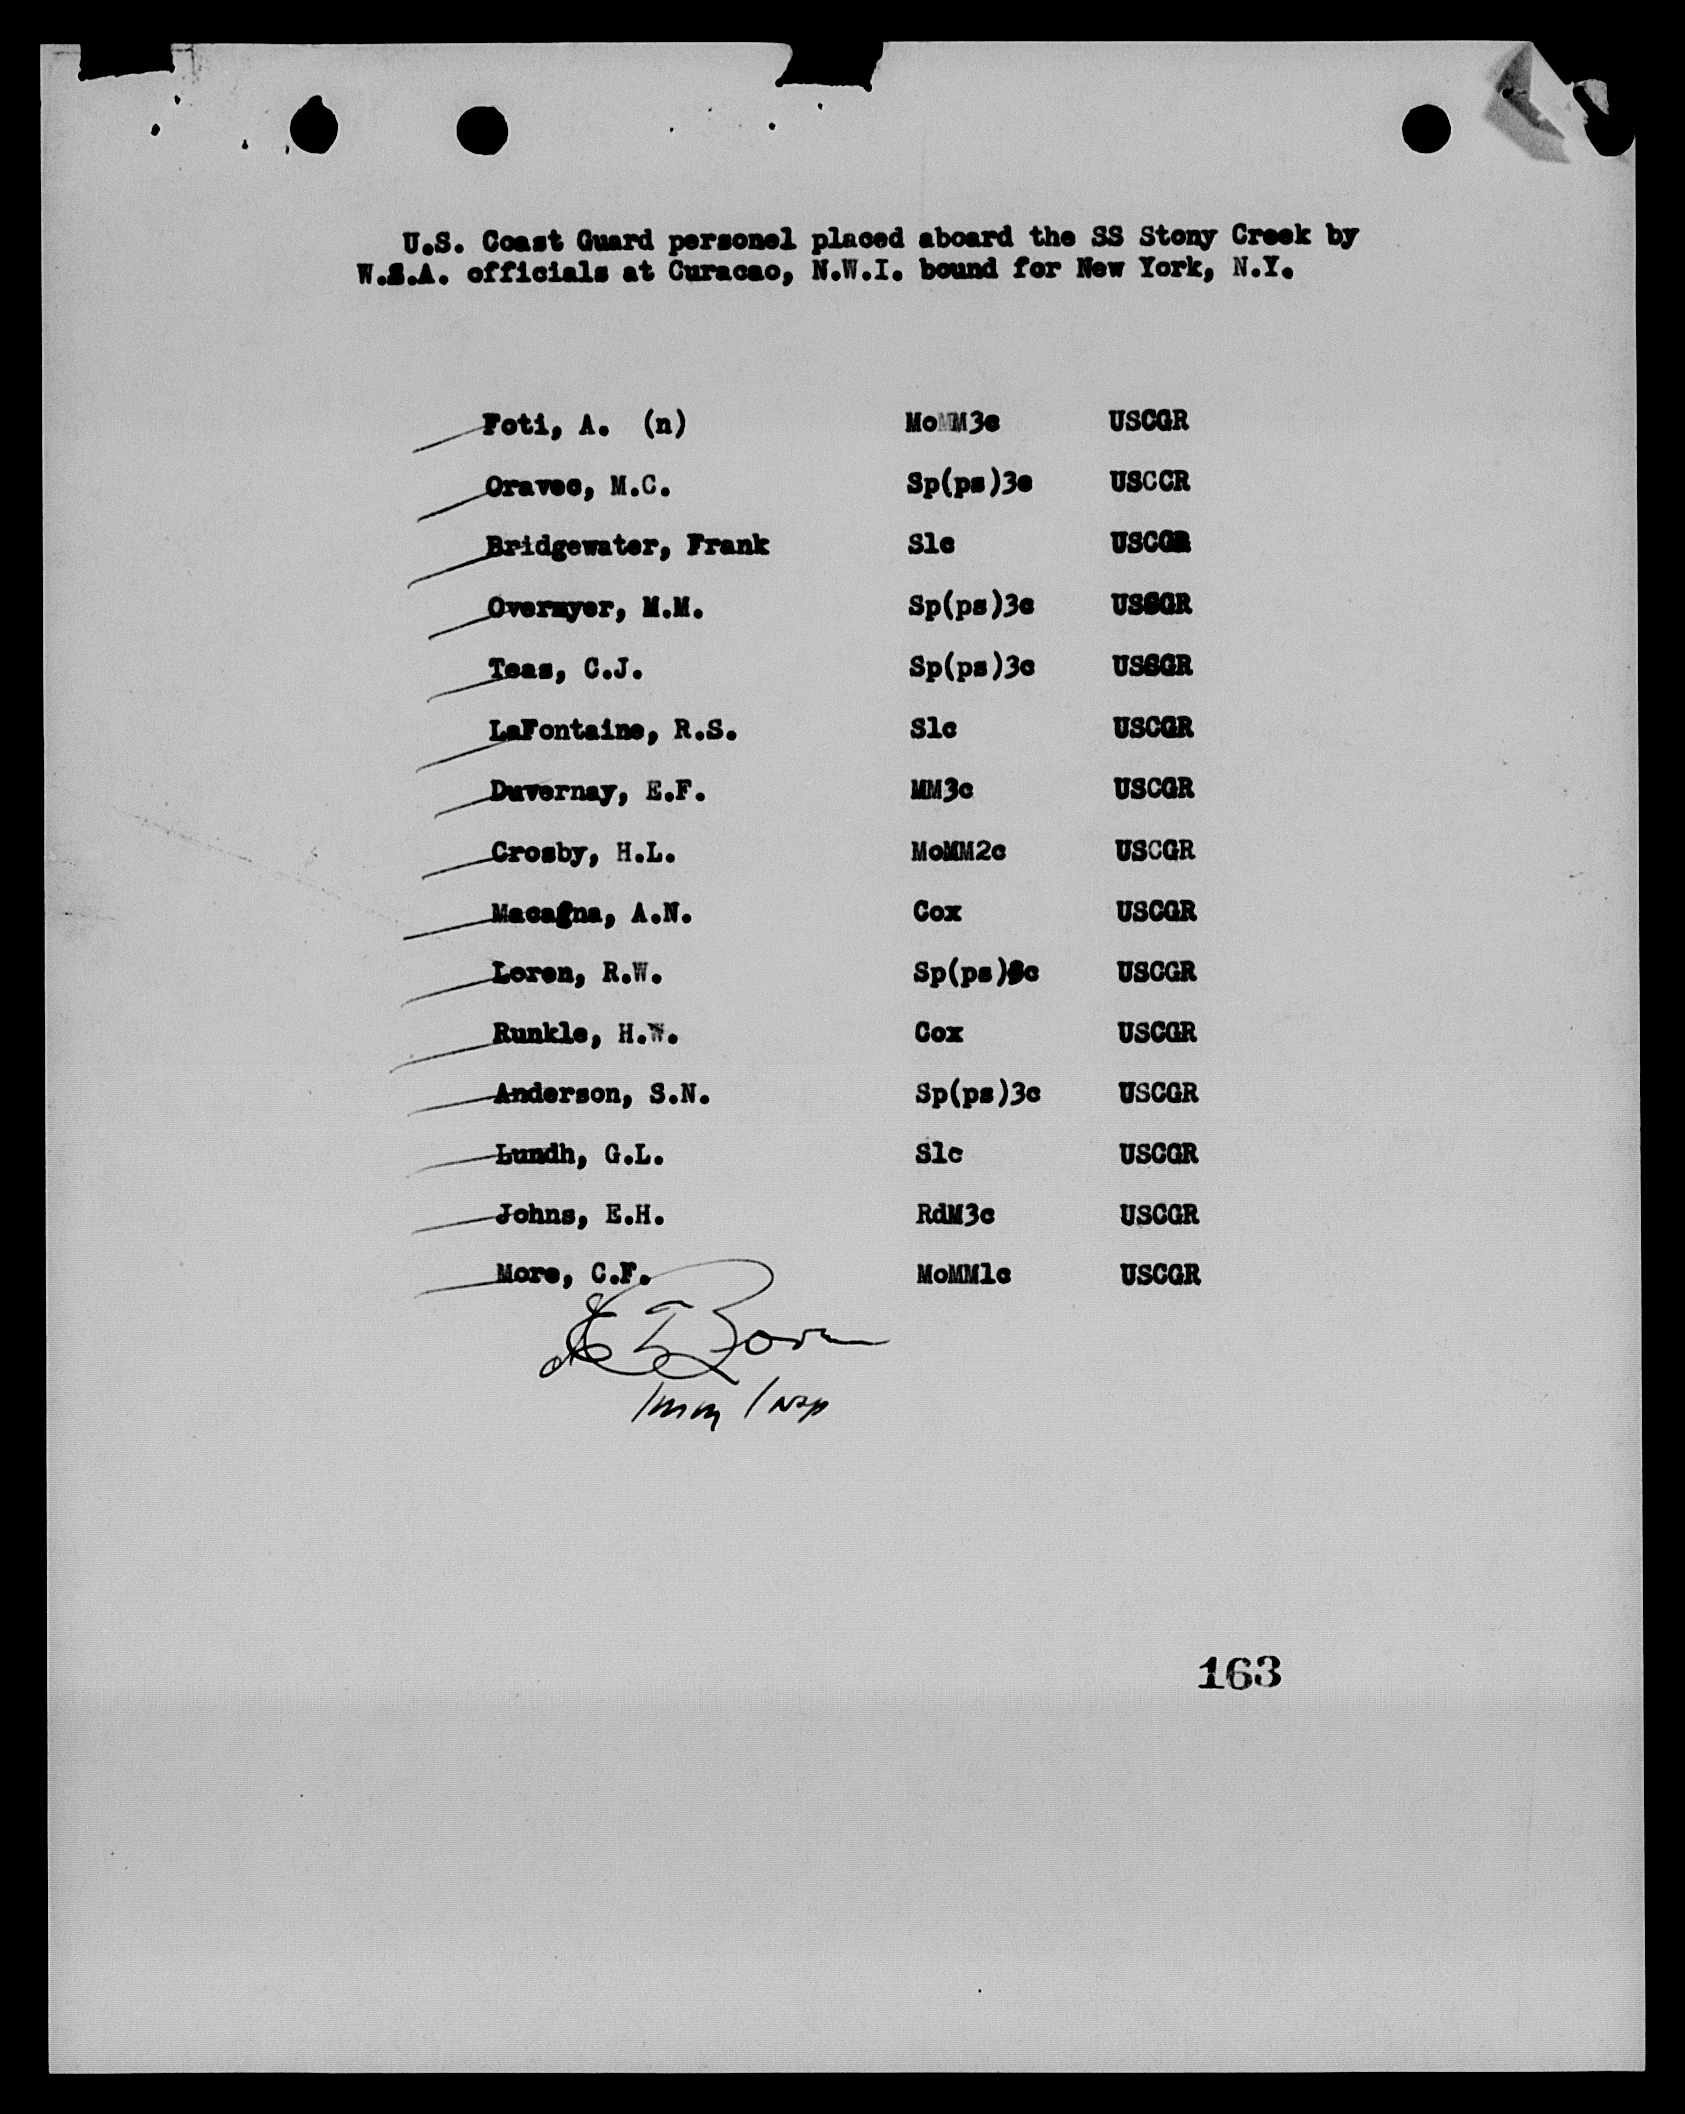 U.S. Coast Guard personel placed aboard the SS Stony Creek by
W.S.A. officials at Curacao, N.W.I. bound for New York, N.Y.
Foti, A. (n) MoMM3c USCGR
Oravec, M.C. Sp(ps)3c USCCR
Bridgewater, Frank S1c USCGR
Overmyer, M.M. Sp(ps)3c USCGR
Teas, C.J. Sp(ps)3c USCGR
LaFontaine, R.S. S1c USCGR
Duvernay, E.F. MM3c USCGR
Crosby, H.L. MoMM2c USCGR
Macagna, A.N. Cox USCGR
Loren, R.W. USCGR
Runkle, H.W. Cox USCGR
Anderson, S.N. Sp(ps)3c USCGR
Lundh, G.L. S1c USCGR
Johns, E.H. RdM3c USCGR
More, C.F. MoMM1c USCGR
Imm Insp
163